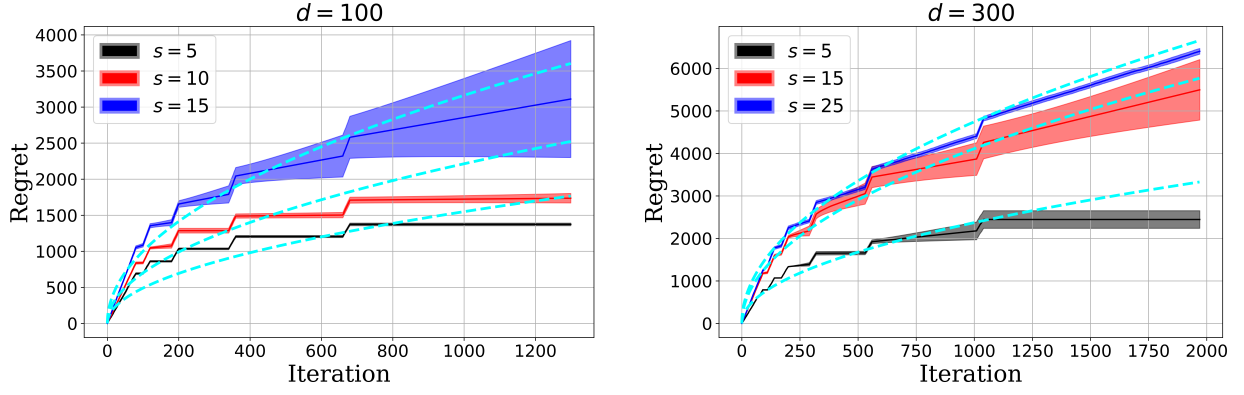 d = 100
4000
3500
3000
2500
2000
1500
1000
500
0
Regret
s = 5
s = 10
s = 15
0 200 400 600 800 1000 1200
Iteration
d = 300
6000
5000
4000
3000
2000
1000
0
Regret
s = 5
s = 15
s = 25
0 250 500 750 1000 1250 1500 1750 2000
Iteration